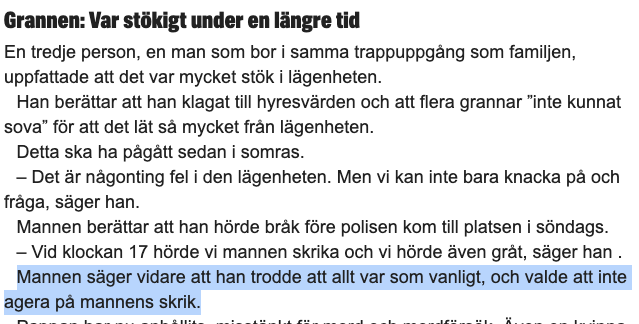 Grannen: Var stökigt under en längre tid
En tredje person, en man som bor i samma trappuppgång som familjen,
uppfattade att det var mycket stök i lägenheten.
Han berättar att han klagat till hyresvärden och att flera grannar ”inte kunnat
sova” för att det lät så mycket från lägenheten.
Detta ska ha pågått sedan i somras.
– Det är någonting fel i den lägenheten. Men vi kan inte bara knacka på och
fråga, säger han.
Mannen berättar att han hörde bråk före polisen kom till platsen i söndags.
– Vid klockan 17 hörde vi mannen skrika och vi hörde även gråt, säger han .
Mannen säger vidare att han trodde att allt var som vanligt, och valde att inte
agera på mannens skrik.